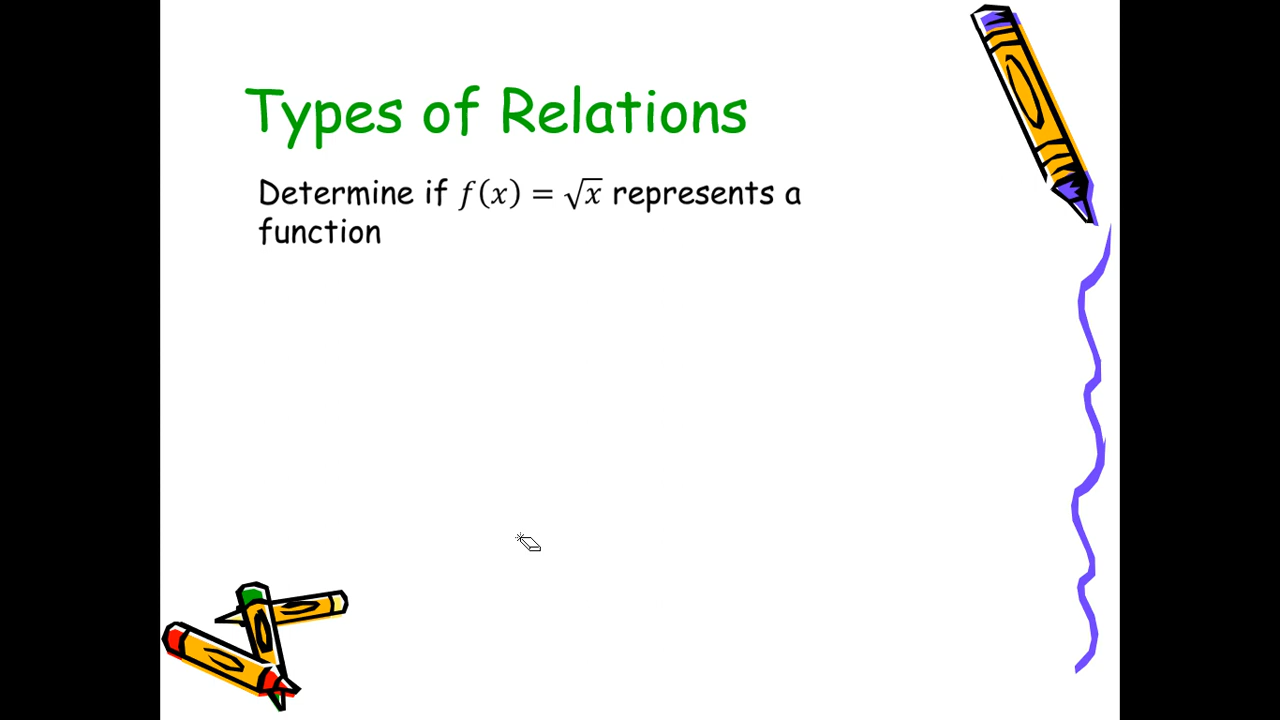 Types of Relations
Determine if f(x) = √x represents a
function